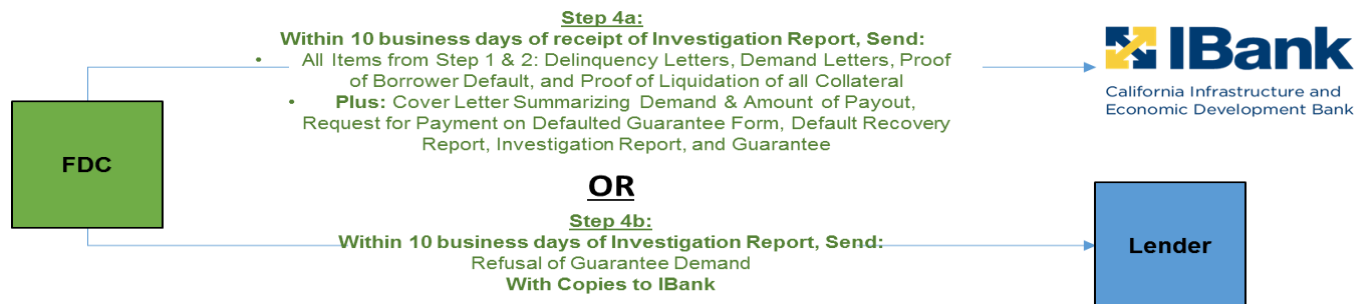 Step 4a:
Within 10 business days of receipt of Investigation Report, Send:
• All Items from Step 1 & 2: Delinquency Letters, Demand Letters, Proof
of Borrower Default, and Proof of Liquidation of all Collateral
• Plus: Cover Letter Summarizing Demand & Amount of Payout,
Request for Payment on Defaulted Guarantee Form, Default Recovery
Report, Investigation Report, and Guarantee
IBank
California Infrastructure and
Economic Development Bank
FDC
OR
Step 4b:
Within 10 business days of Investigation Report, Send:
Refusal of Guarantee Demand
With Copies to IBank
Lender